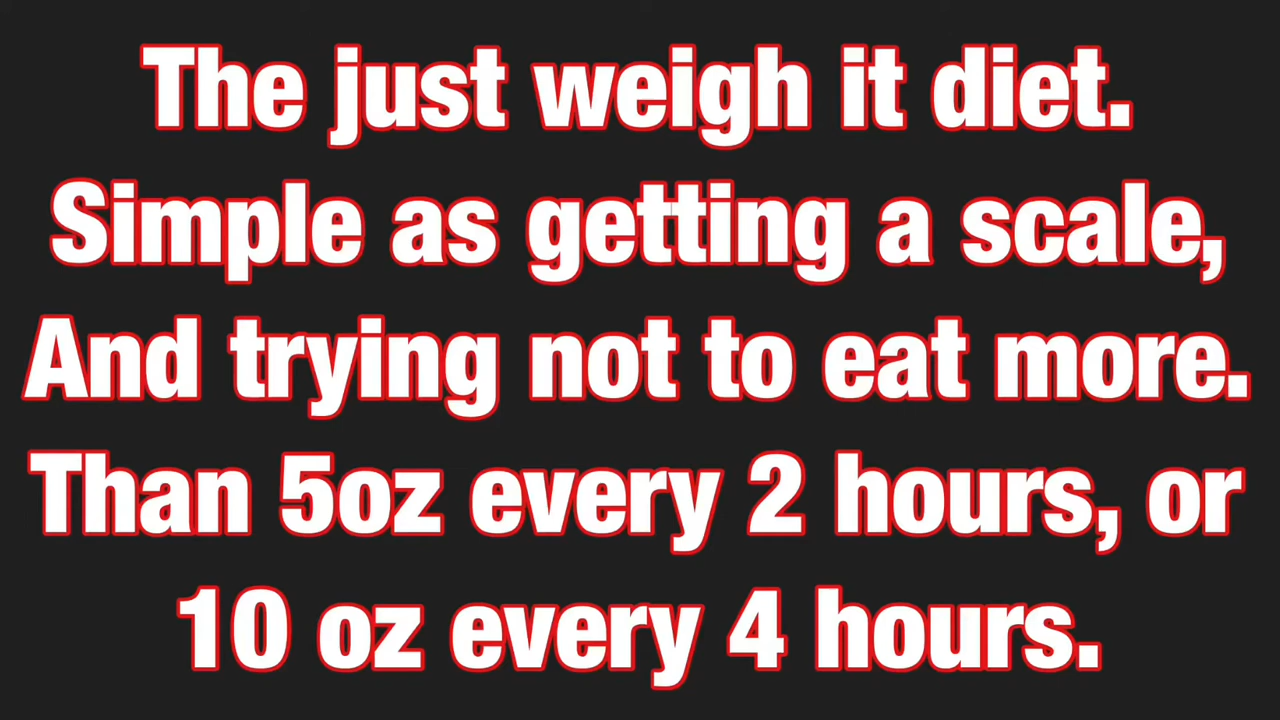 The just weigh it diet.
Simple as getting a scale,
And trying not to eat more.
Than 5oz every 2 hours, or
10 oz every 4 hours.